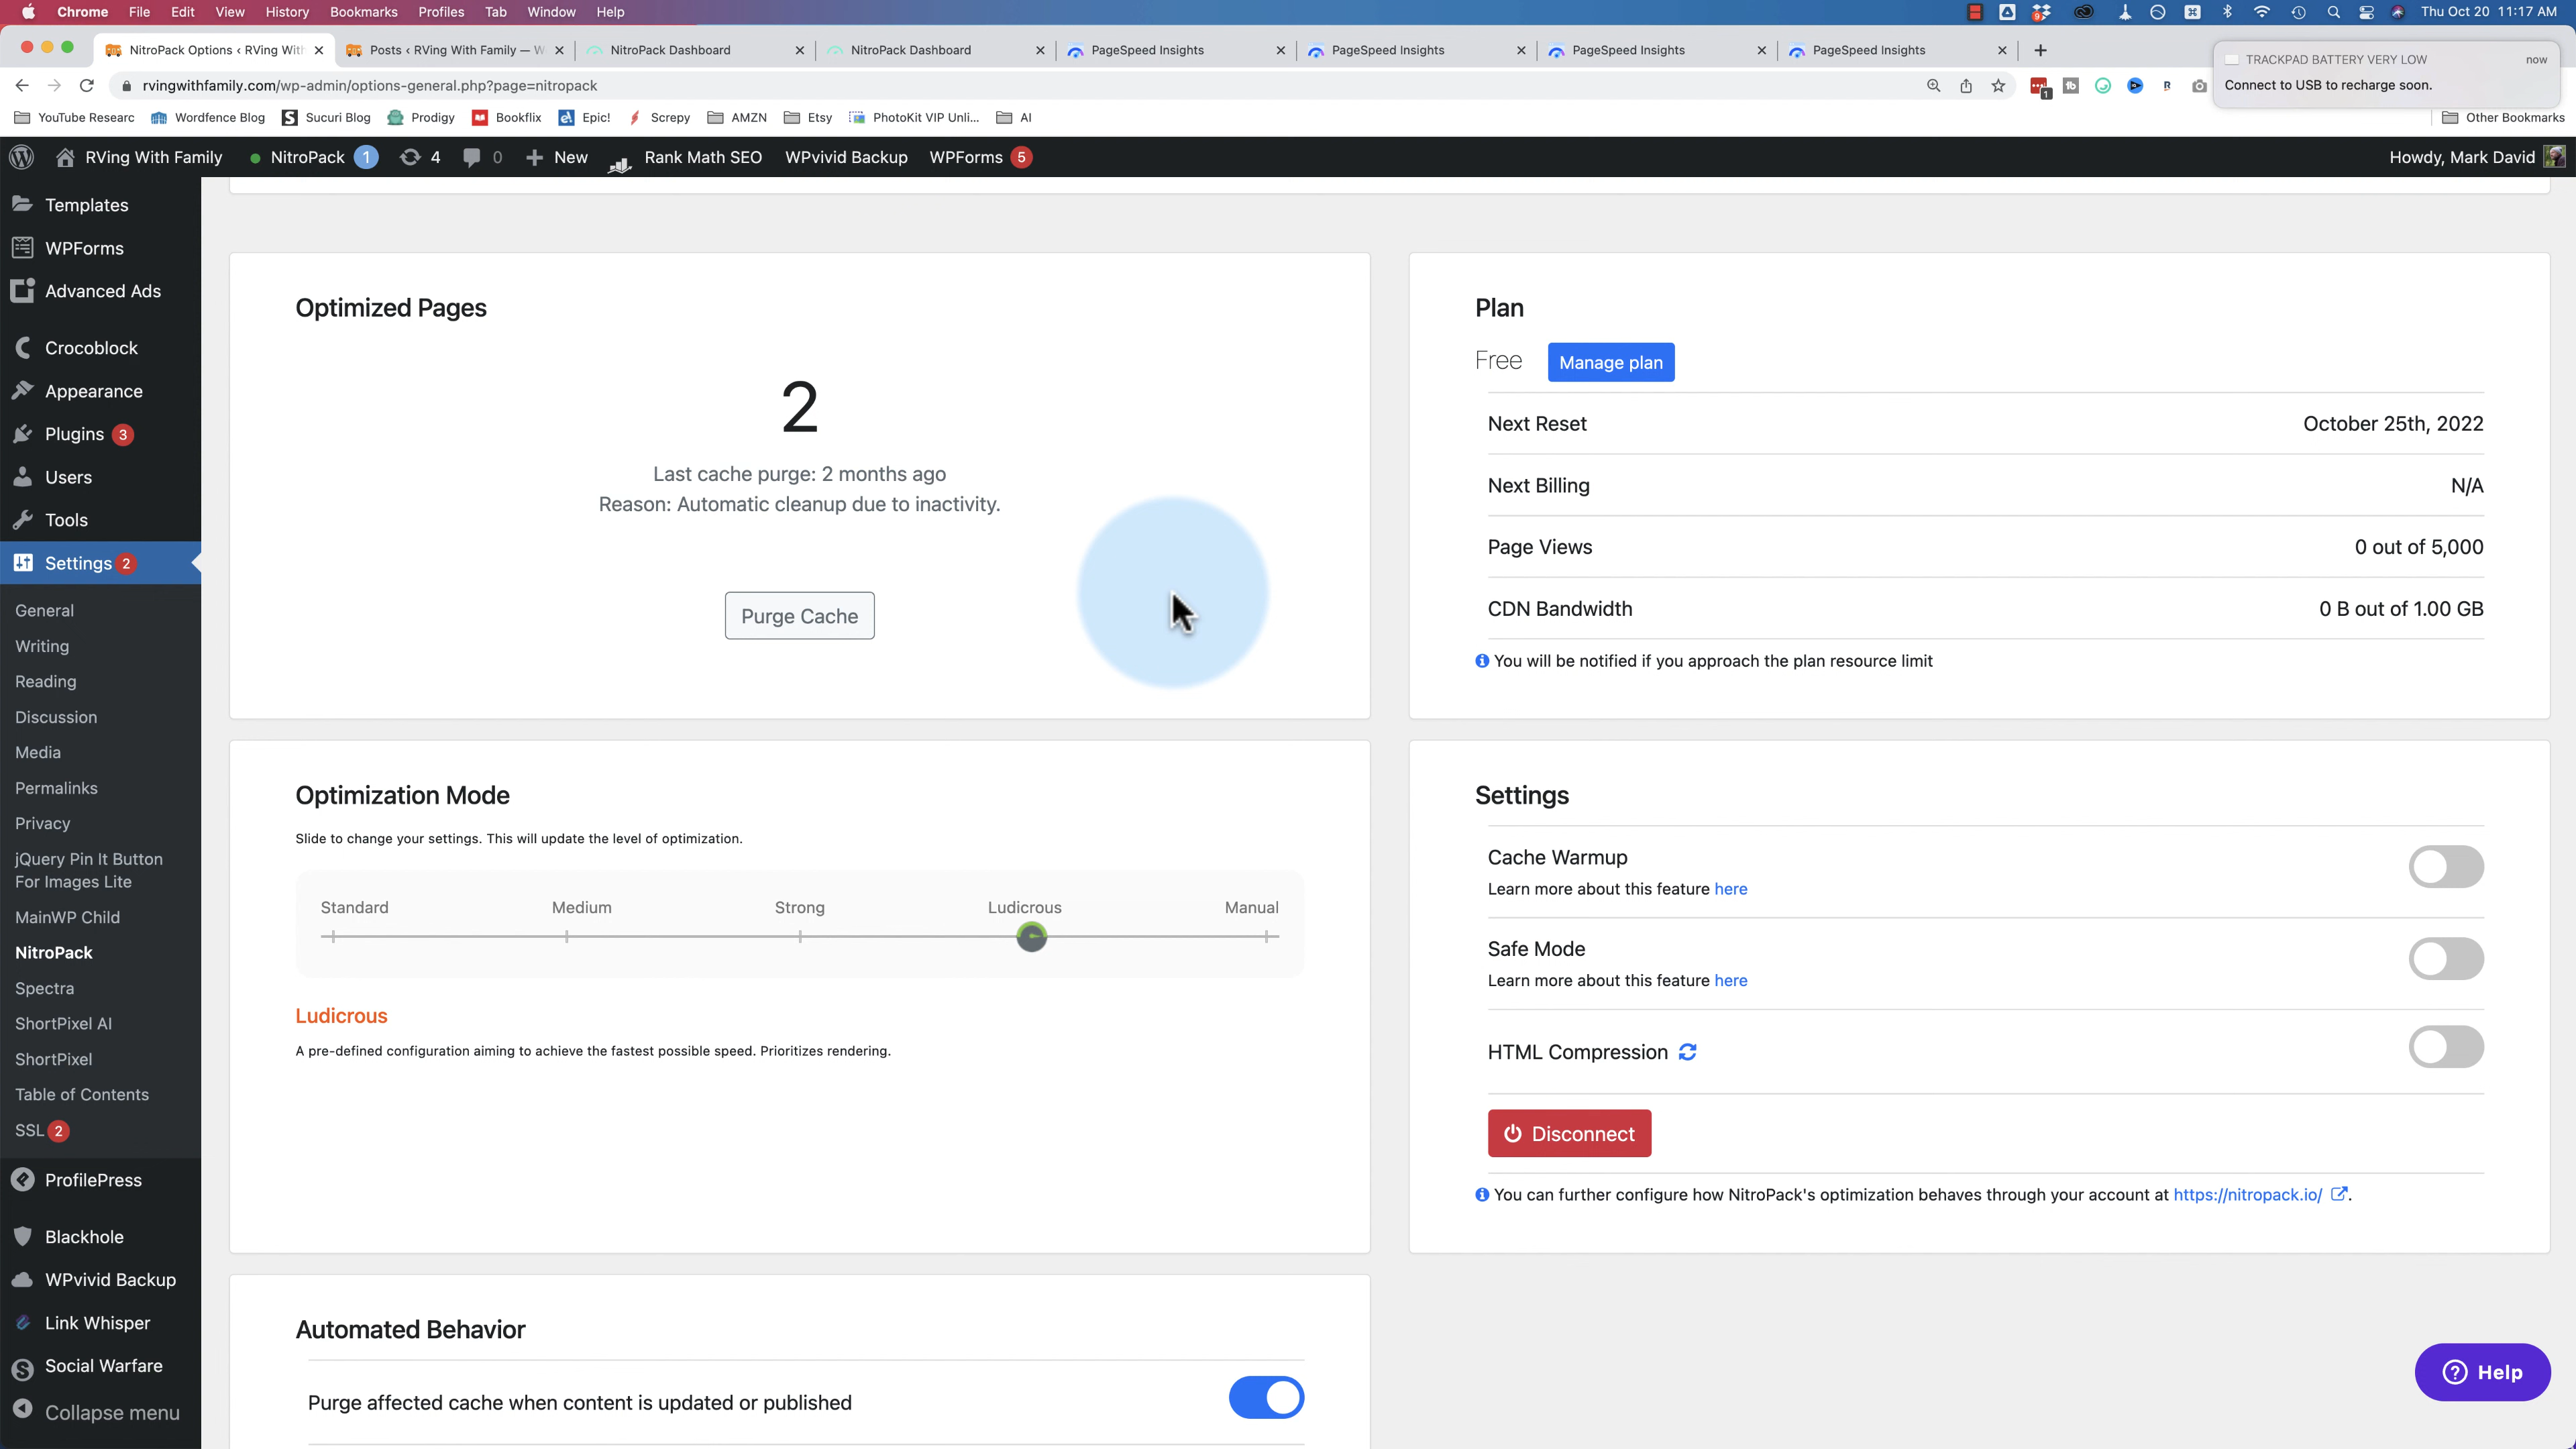 Chrome File Edit View History Bookmarks Profiles Tab Window Help
9
Thu Oct 20 11:17 AM
NitroPack Options ‹ RVing With
Posts ‹ RVing With Family — W
NitroPack Dashboard
NitroPack Dashboard
PageSpeed Insights
PageSpeed Insights
PageSpeed Insights
PageSpeed Insights
TRACKPAD BATTERY VERY LOW now
Connect to USB to recharge soon.
rvingwithfamily.com/wp-admin/options-general.php?page=nitropack
1
tb
R
YouTube Researc Wordfence Blog Sucuri Blog Prodigy Bookflix Epic! Screpy AMZN Etsy PhotoKit VIP Unli... AI Other Bookmarks
RVing With Family NitroPack 1 4 0 New Rank Math SEO WPvivid Backup WPForms 5 Howdy, Mark David
Templates
WPForms
Advanced Ads
Crocoblock
Appearance
Plugins 3
Users
Tools
Settings 2
General
Writing
Reading
Discussion
Media
Permalinks
Privacy
jQuery Pin It Button
For Images Lite
MainWP Child
NitroPack
Spectra
ShortPixel AI
ShortPixel
Table of Contents
SSL 2
ProfilePress
Blackhole
WPvivid Backup
Link Whisper
Social Warfare
Collapse menu
Optimized Pages
2
Last cache purge: 2 months ago
Reason: Automatic cleanup due to inactivity.
Purge Cache
Plan
Free Manage plan
Next Reset October 25th, 2022
Next Billing N/A
Page Views 0 out of 5,000
CDN Bandwidth 0 B out of 1.00 GB
You will be notified if you approach the plan resource limit
Optimization Mode
Slide to change your settings. This will update the level of optimization.
Standard Medium Strong Ludicrous Manual
Ludicrous
A pre-defined configuration aiming to achieve the fastest possible speed. Prioritizes rendering.
Settings
Cache Warmup
Learn more about this feature here
Safe Mode
Learn more about this feature here
HTML Compression
Disconnect
You can further configure how NitroPack's optimization behaves through your account at https://nitropack.io/ .
Automated Behavior
Purge affected cache when content is updated or published
Help